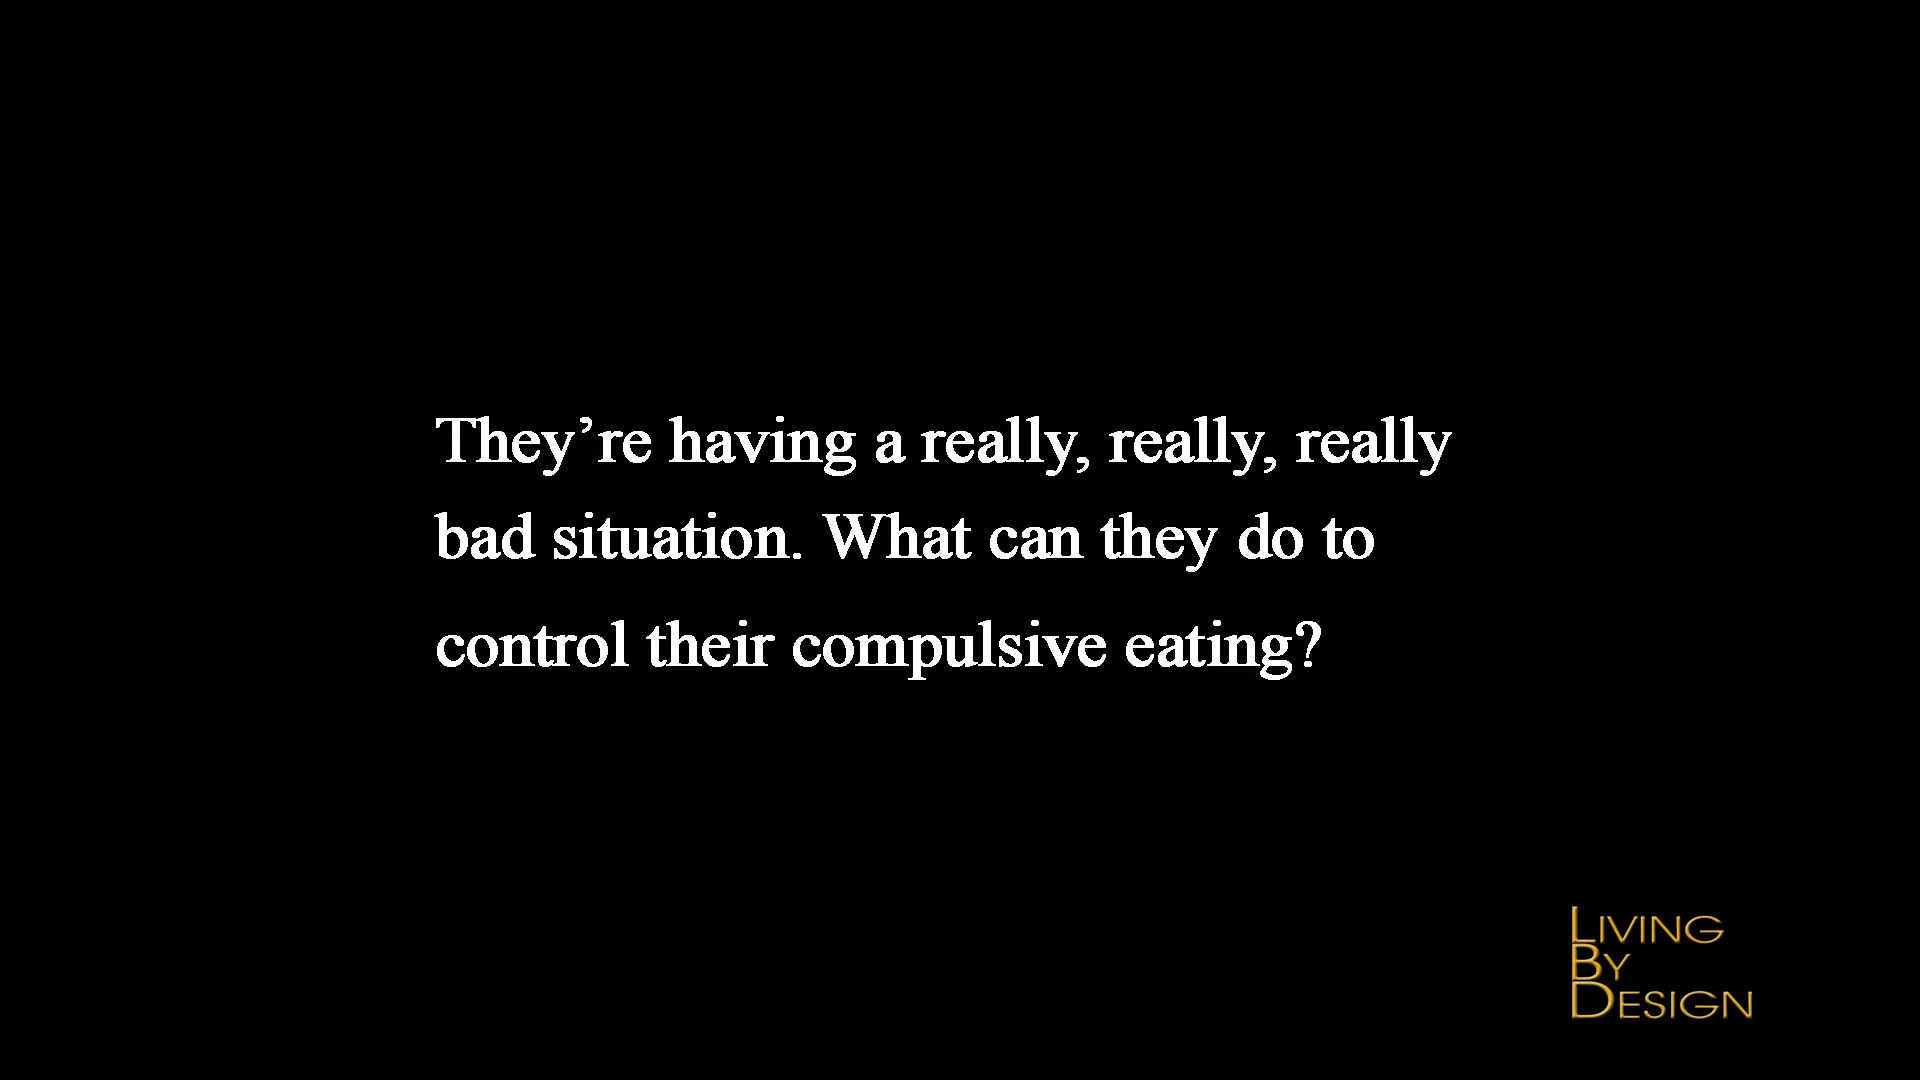 They’re having a really, really, really
bad situation. What can they do to
control their compulsive eating?
LIVING
BY
DESIGN